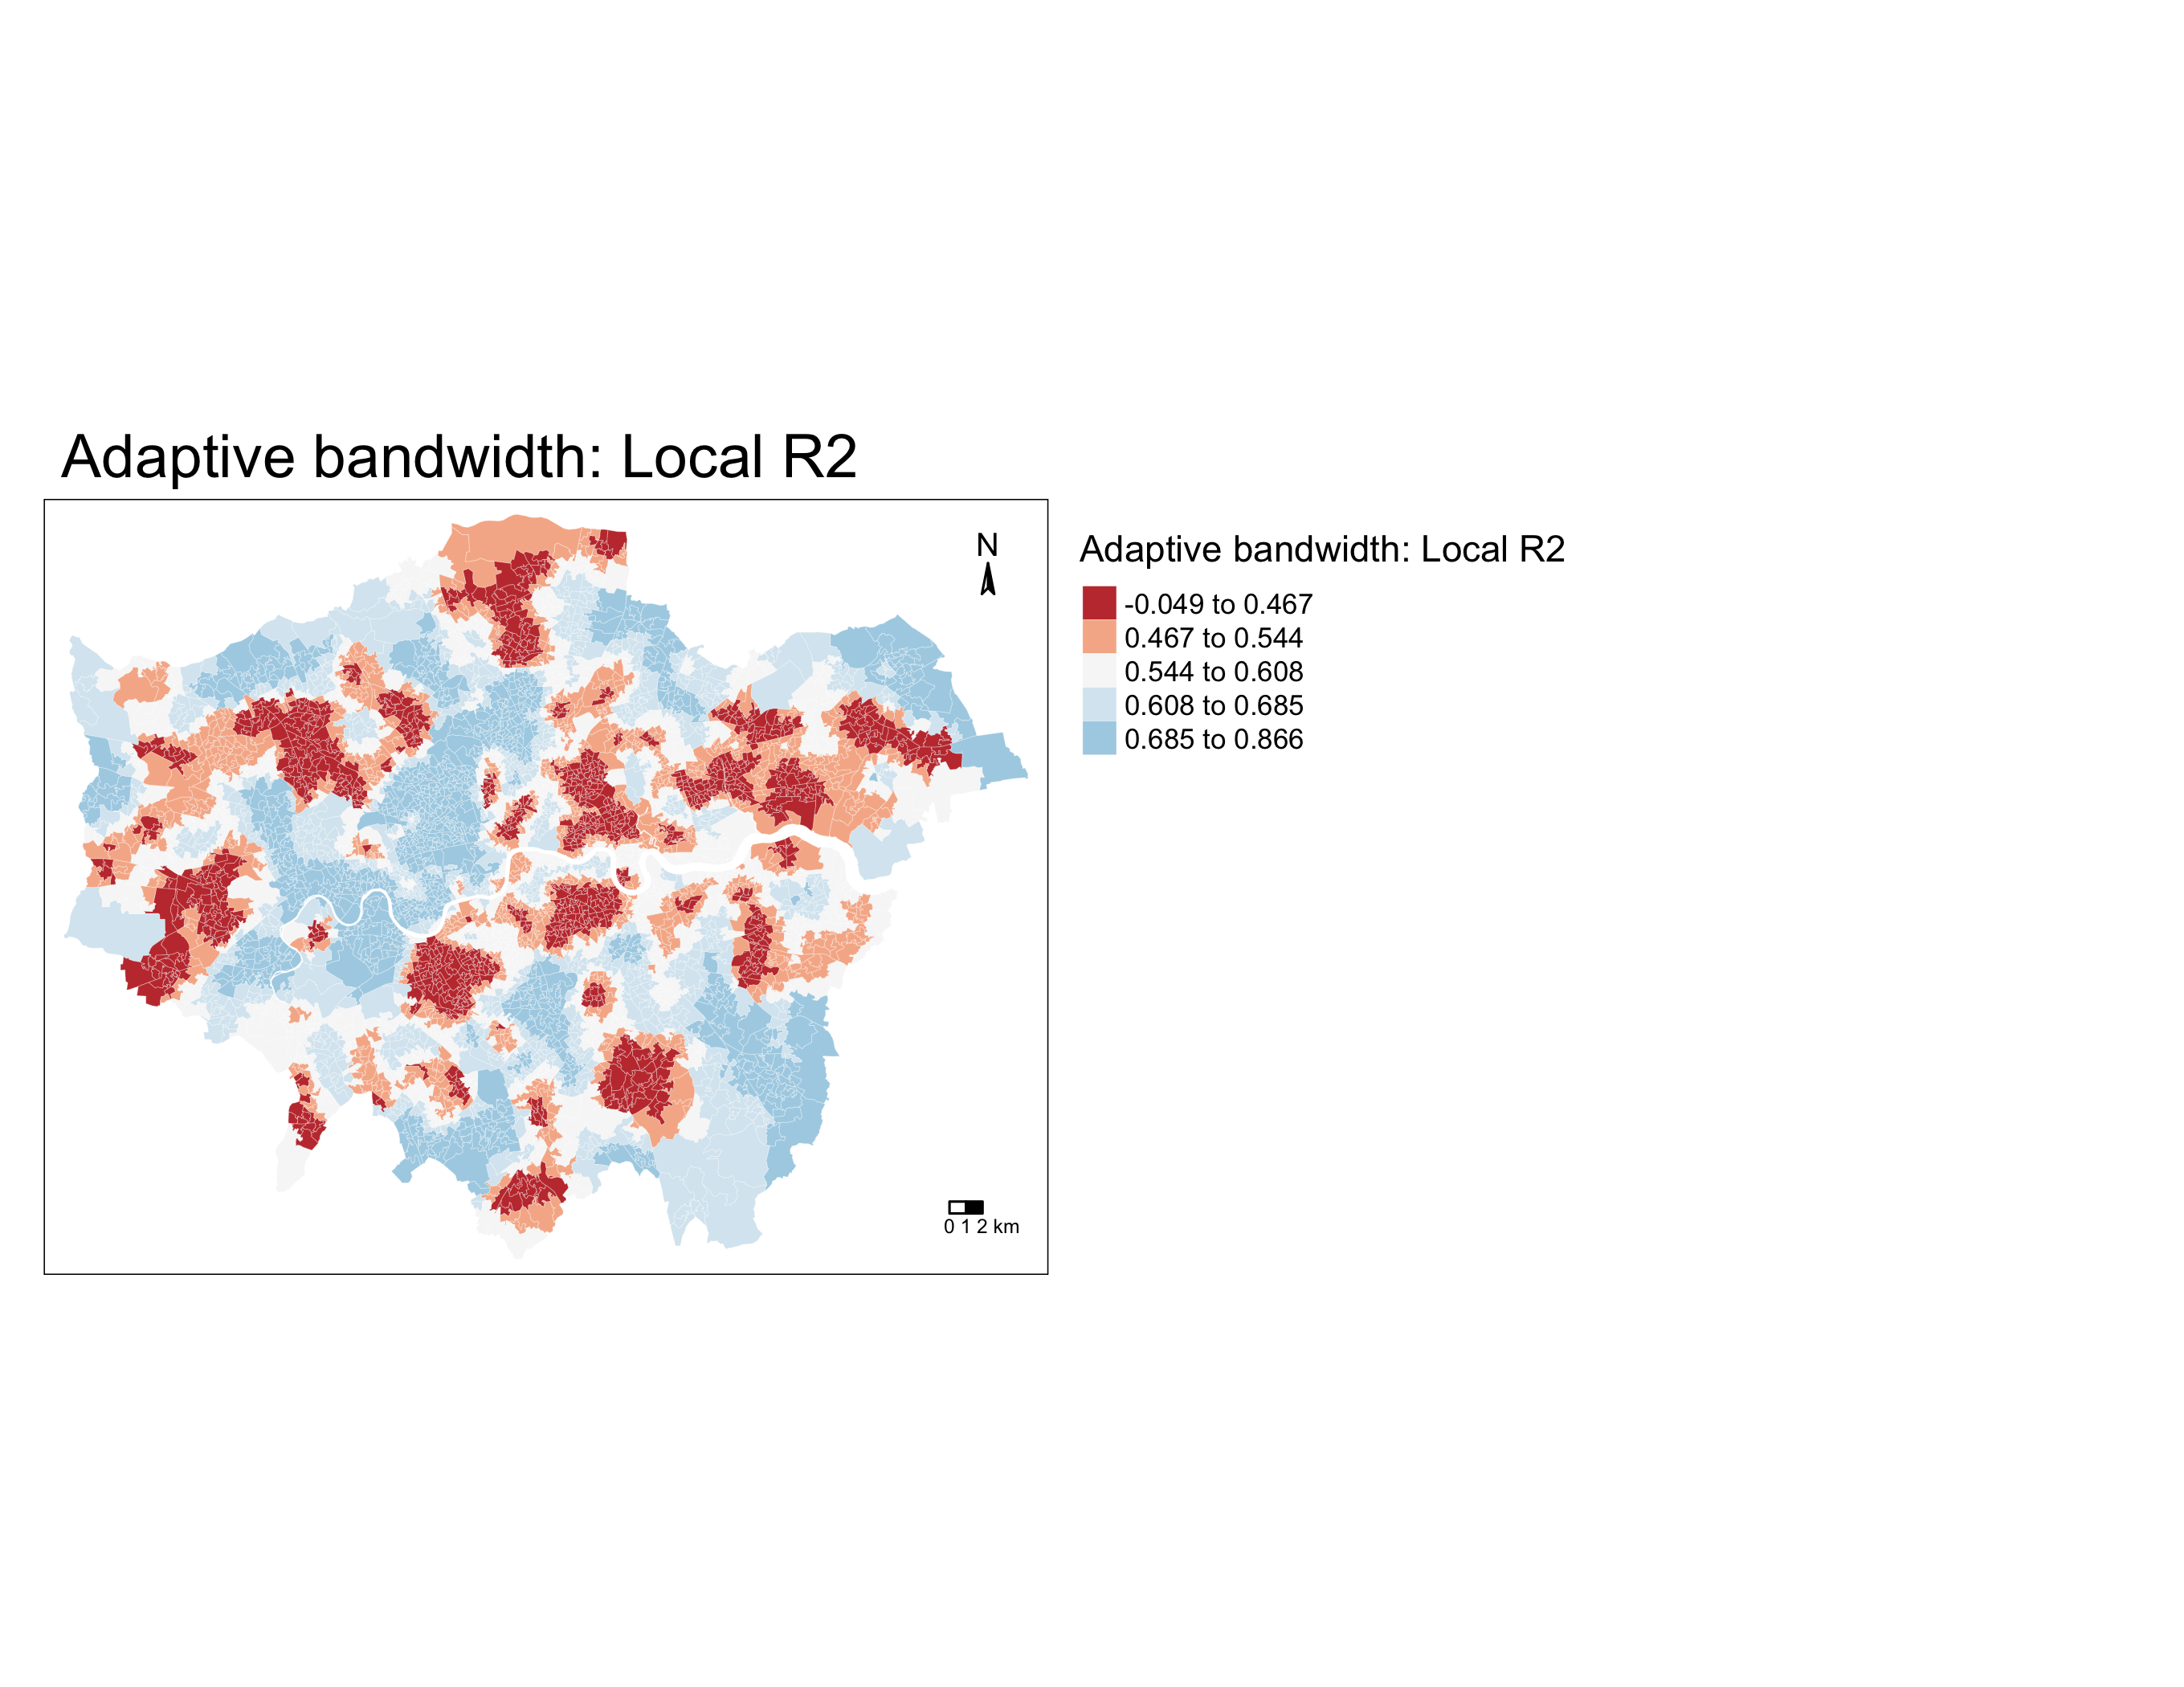 Adaptive bandwidth: Local R2
N
Adaptive bandwidth: Local R2
-0.049 to 0.467
0.467 to 0.544
0.544 to 0.608
0.608 to 0.685
0.685 to 0.866
0 1 2 km